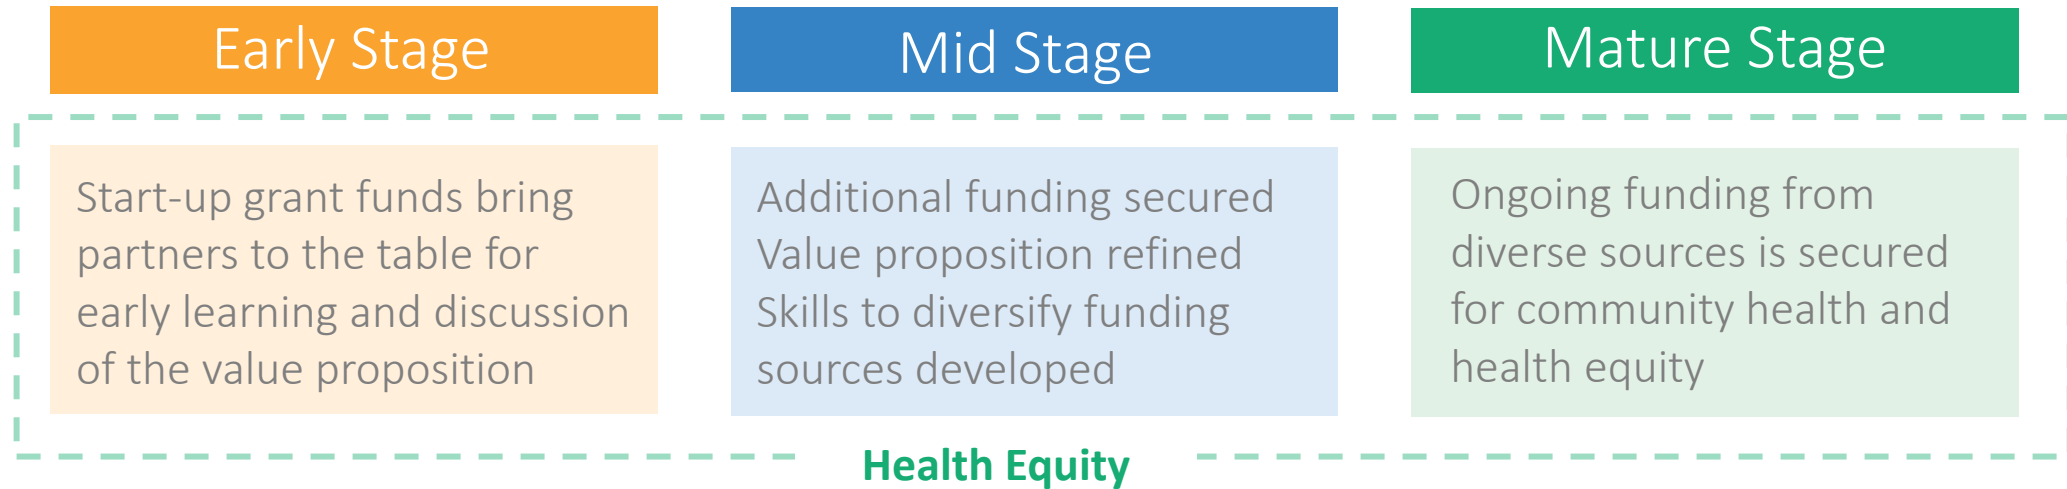 Early Stage
Mid Stage
Mature Stage
Start-up grant funds bring
partners to the table for
early learning and discussion
of the value proposition
Additional funding secured
Value proposition refined
Skills to diversify funding
sources developed
Ongoing funding from
diverse sources is secured
for community health and
health equity
Health Equity